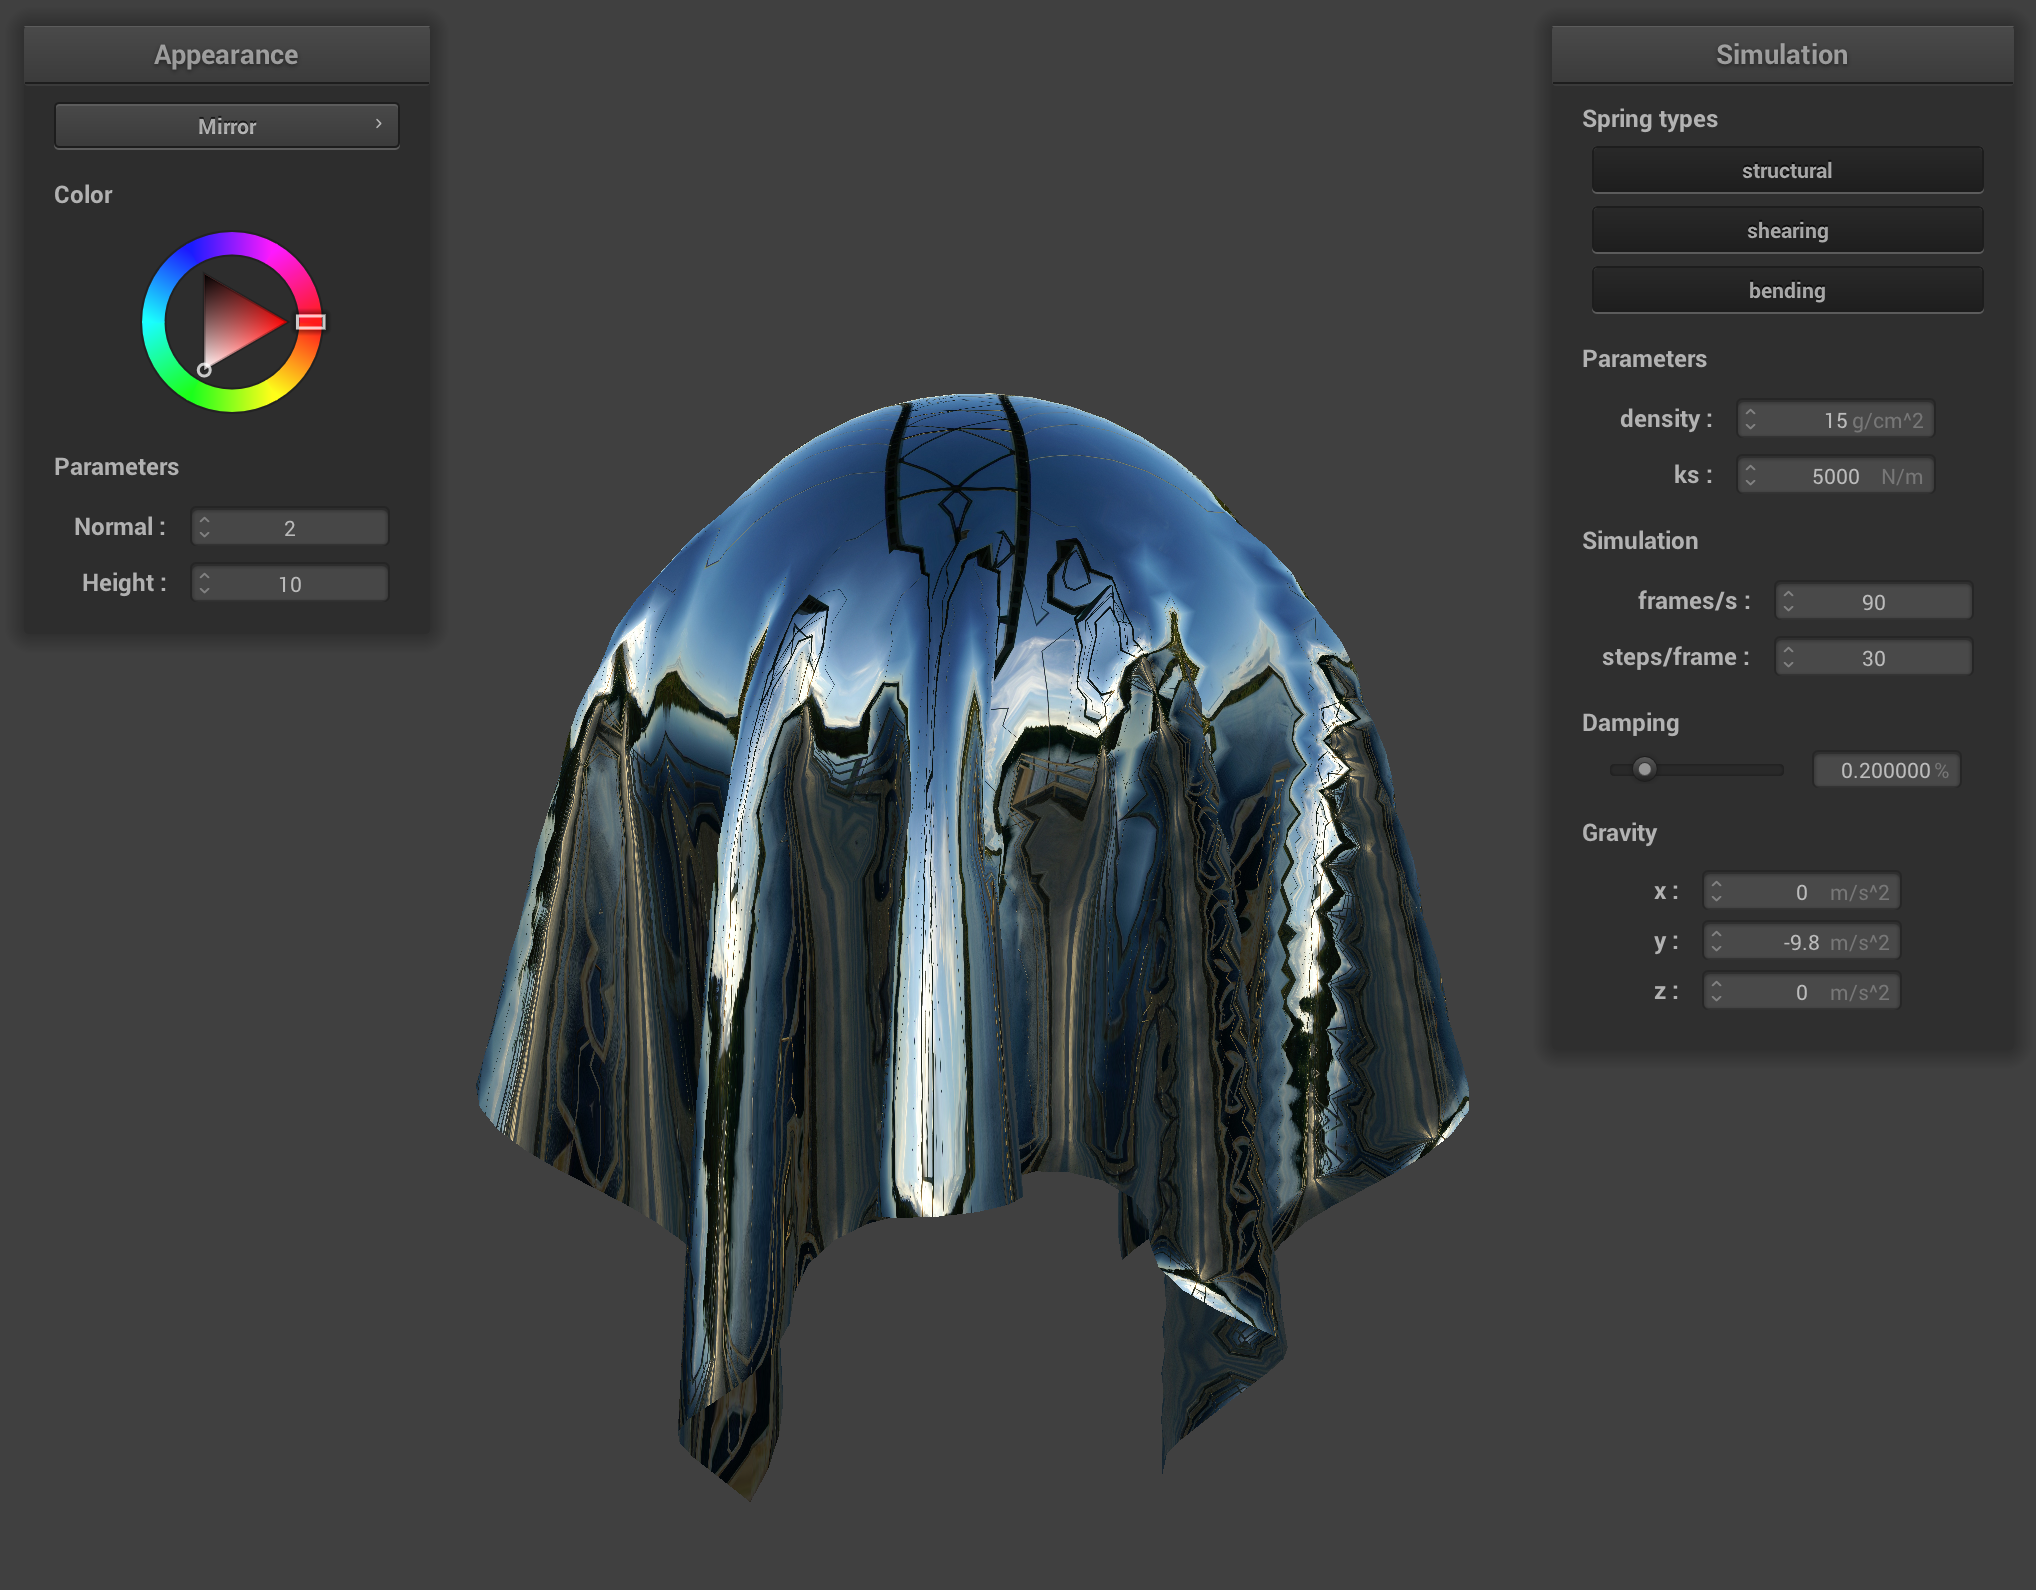 Appearance
Mirror
Color
Parameters
Normal : 2
Height : 10
Simulation
Spring types
structural
shearing
bending
Parameters
density : 15 g/cm^2
ks : 5000 N/m
Simulation
frames/s : 90
steps/frame : 30
Damping
0.200000 %
Gravity
x : 0 m/s^2
y : -9.8 m/s^2
z : 0 m/s^2